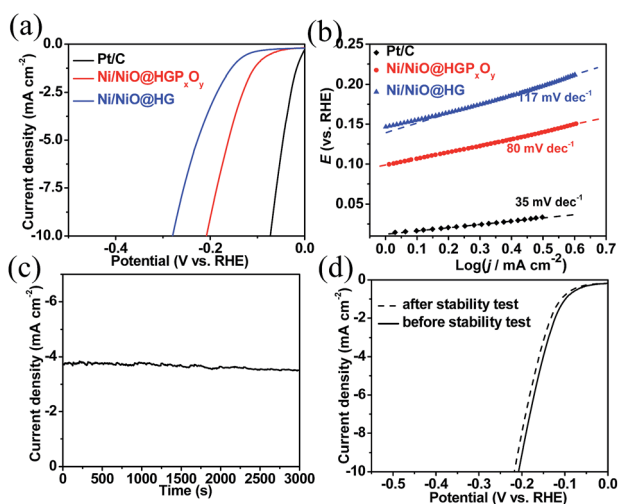 (a)
Pt/C
Ni/NiO@HGPxOy
Ni/NiO@HG
0.0
-2.5
-5.0
-7.5
-10.0
Current density (mA cm-2)
-0.4
-0.2
0.0
Potential (V vs. RHE)
(b)
Pt/C
Ni/NiO@HGPxOy
Ni/NiO@HG
0.25
0.20
0.15
0.10
0.05
E (vs. RHE)
117 mV dec-1
80 mV dec-1
35 mV dec-1
0.0 0.1 0.2 0.3 0.4 0.5 0.6 0.7
Log(j / mA cm-2)
(c)
-6
-4
-2
0
Current density (mA cm-2)
0 500 1000 1500 2000 2500 3000
Time (s)
(d)
after stability test
before stability test
0
-2
-4
-6
-8
-10
Current density (mA cm-2)
-0.5 -0.4 -0.3 -0.2 -0.1 0.0
Potential (V vs. RHE)